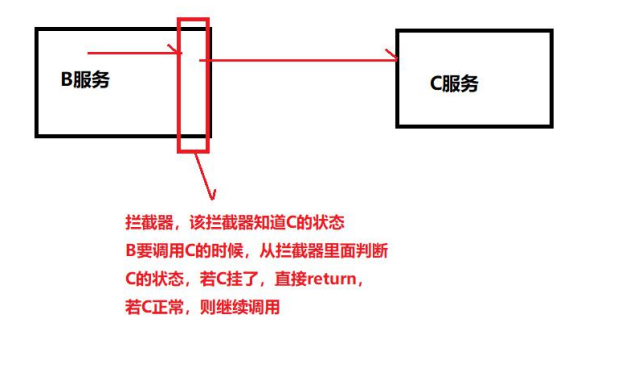 B服务
C服务
拦截器，该拦截器知道C的状态
B要调用C的时候，从拦截器里面判断
C的状态，若C挂了，直接return，
若C正常，则继续调用